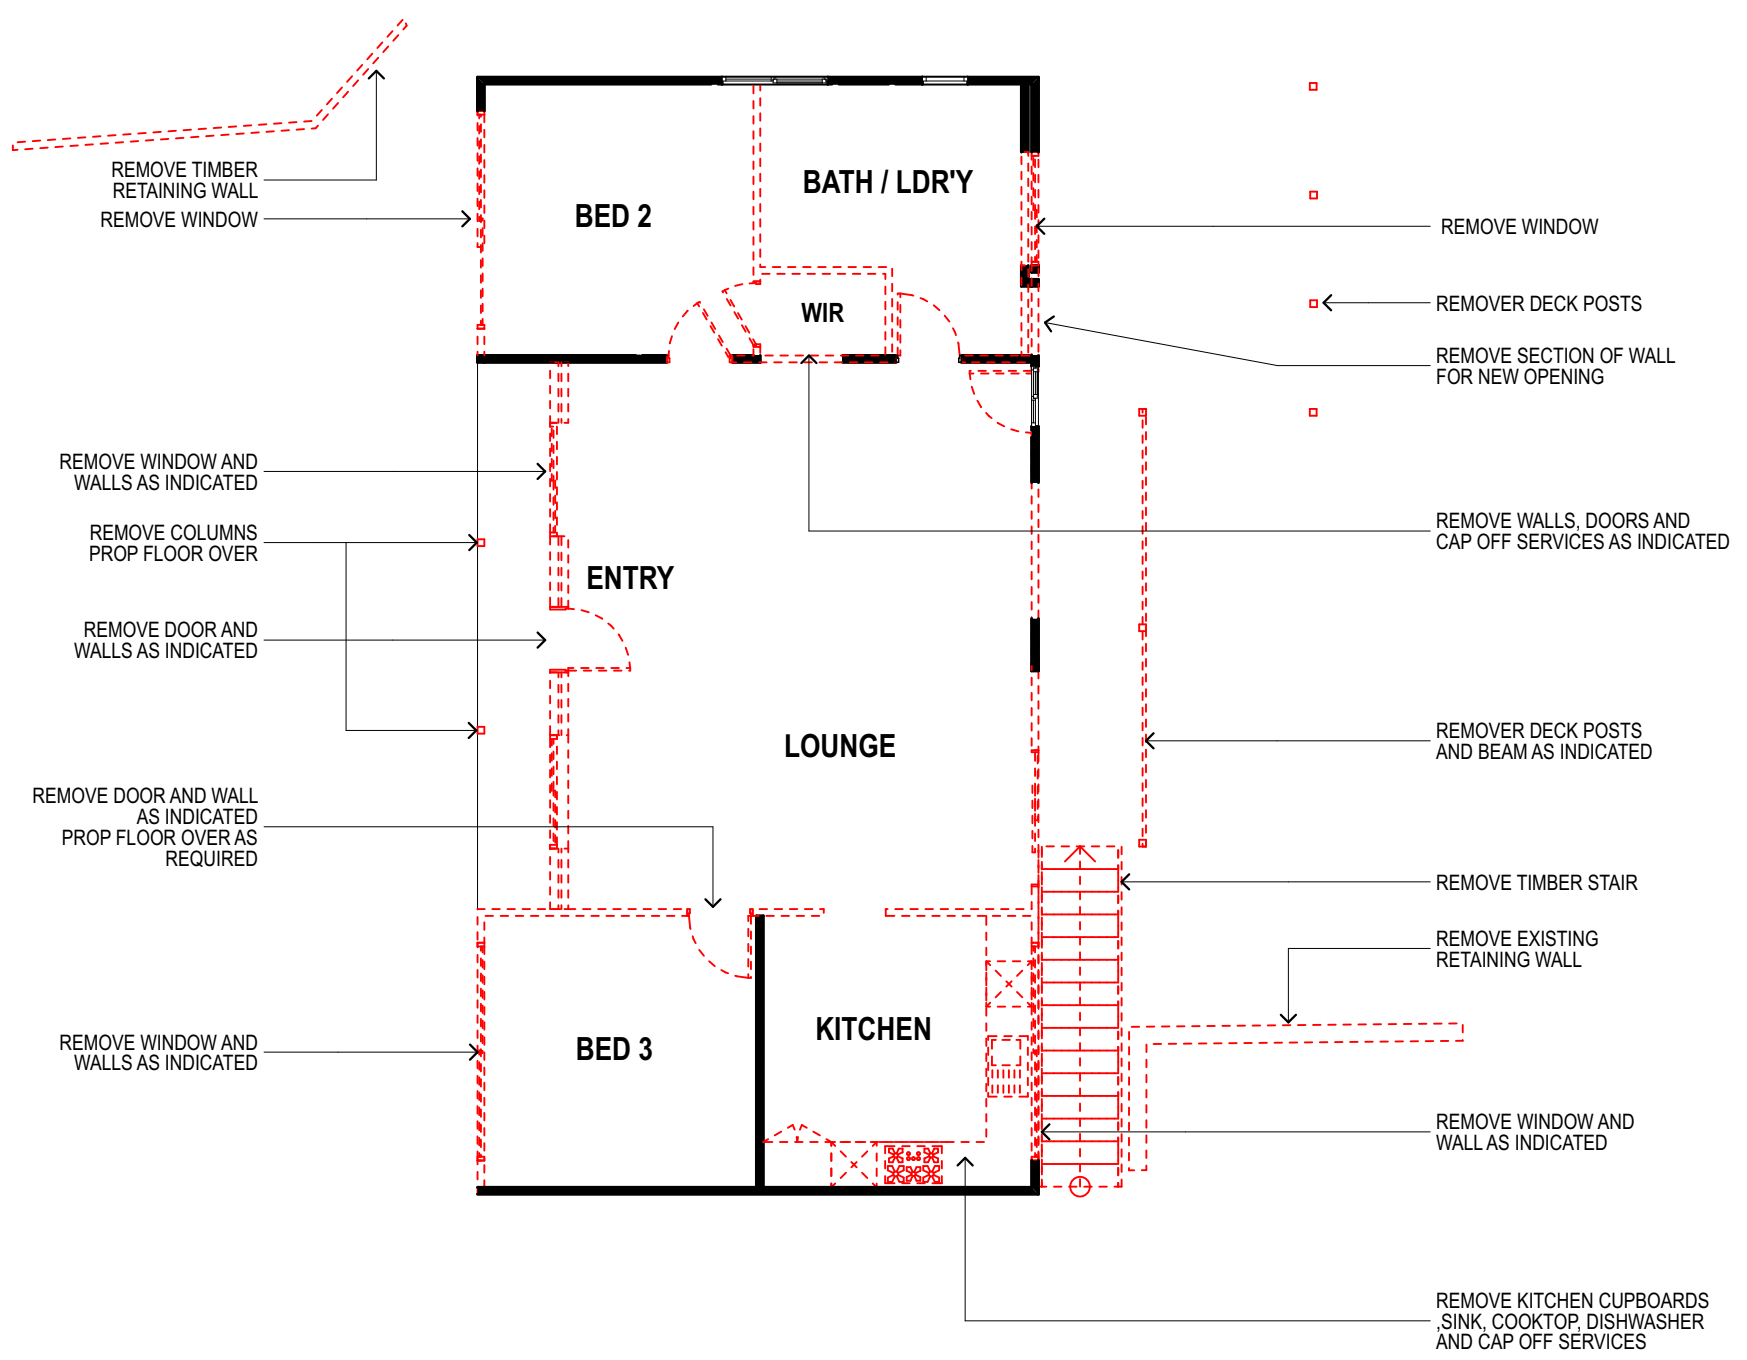 REMOVE TIMBER
RETAINING WALL
REMOVE WINDOW
REMOVE WINDOW AND
WALLS AS INDICATED
REMOVE COLUMNS
PROP FLOOR OVER
REMOVE DOOR AND
WALLS AS INDICATED
REMOVE DOOR AND WALL
AS INDICATED
PROP FLOOR OVER AS
REQUIRED
REMOVE WINDOW AND
WALLS AS INDICATED
BED 2
BATH / LDR'Y
WIR
ENTRY
LOUNGE
BED 3
KITCHEN
REMOVE WINDOW
REMOVER DECK POSTS
REMOVE SECTION OF WALL
FOR NEW OPENING
REMOVE WALLS, DOORS AND
CAP OFF SERVICES AS INDICATED
REMOVER DECK POSTS
AND BEAM AS INDICATED
REMOVE TIMBER STAIR
REMOVE EXISTING
RETAINING WALL
REMOVE WINDOW AND
WALL AS INDICATED
REMOVE KITCHEN CUPBOARDS
,SINK, COOKTOP, DISHWASHER
AND CAP OFF SERVICES